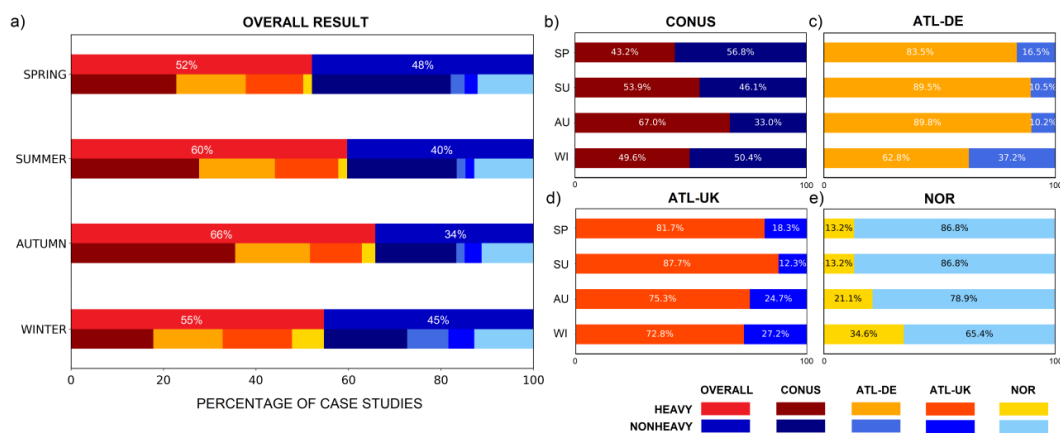 a)
OVERALL RESULT
SPRING
52%
48%
SUMMER
60%
40%
AUTUMN
66%
34%
WINTER
55%
45%
0 20 40 60 80 100
PERCENTAGE OF CASE STUDIES
b)
CONUS
SP
43.2% 56.8%
SU
53.9% 46.1%
AU
67.0% 33.0%
WI
49.6% 50.4%
0 100
c)
ATL-DE
83.5% 16.5%
89.5% 10.5%
89.8% 10.2%
62.8% 37.2%
0 100
d)
ATL-UK
SP
81.7% 18.3%
SU
87.7% 12.3%
AU
75.3% 24.7%
WI
72.8% 27.2%
0 100
e)
NOR
13.2% 86.8%
13.2% 86.8%
21.1% 78.9%
34.6% 65.4%
0 100
OVERALL CONUS ATL-DE ATL-UK NOR
HEAVY
NONHEAVY